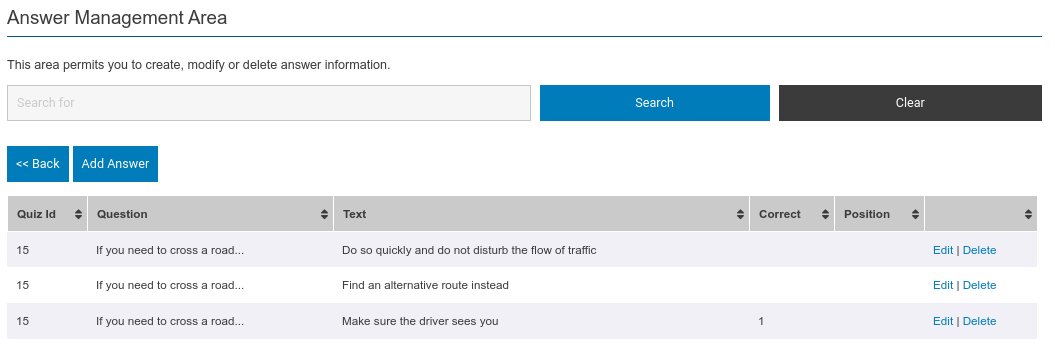 Answer Management Area
This area permits you to create, modify or delete answer information.
Search for Search Clear
<< Back Add Answer
Quiz Id Question Text Correct Position
15 If you need to cross a road... Do so quickly and do not disturb the flow of traffic Edit | Delete
15 If you need to cross a road... Find an alternative route instead Edit | Delete
15 If you need to cross a road... Make sure the driver sees you 1 Edit | Delete